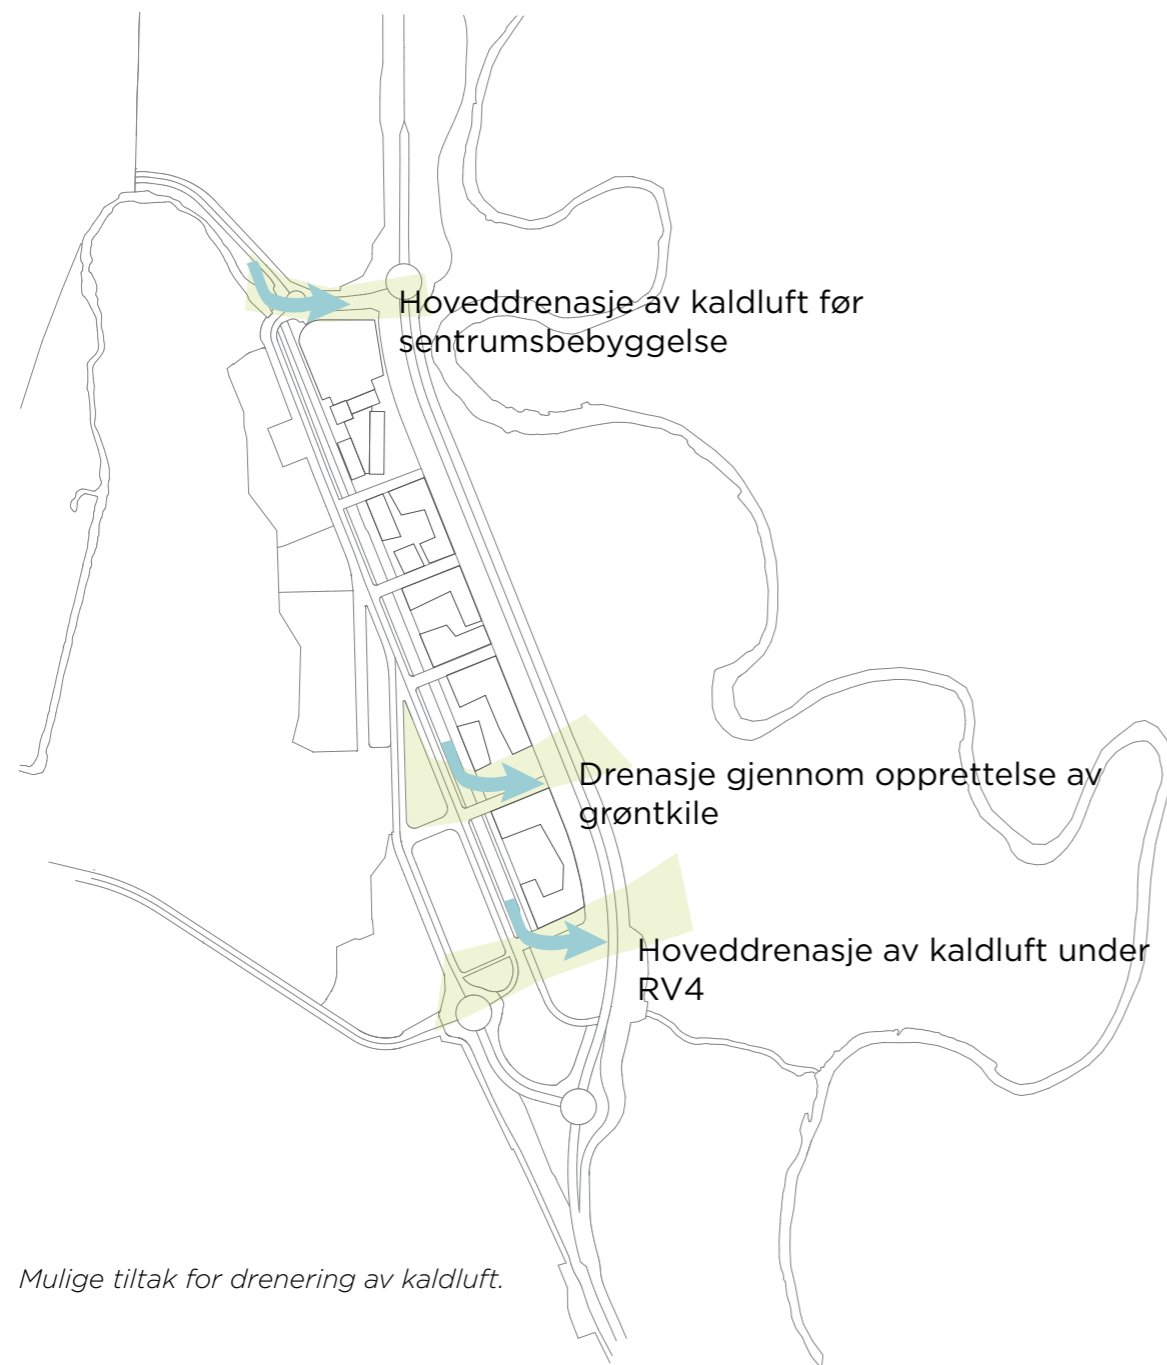 Hoveddrenasje av kaldluft før
sentrumsbebyggelse
Drenasje gjennom opprettelse av
grøntkile
Hoveddrenasje av kaldluft under
RV4
Mulige tiltak for drenering av kaldluft.